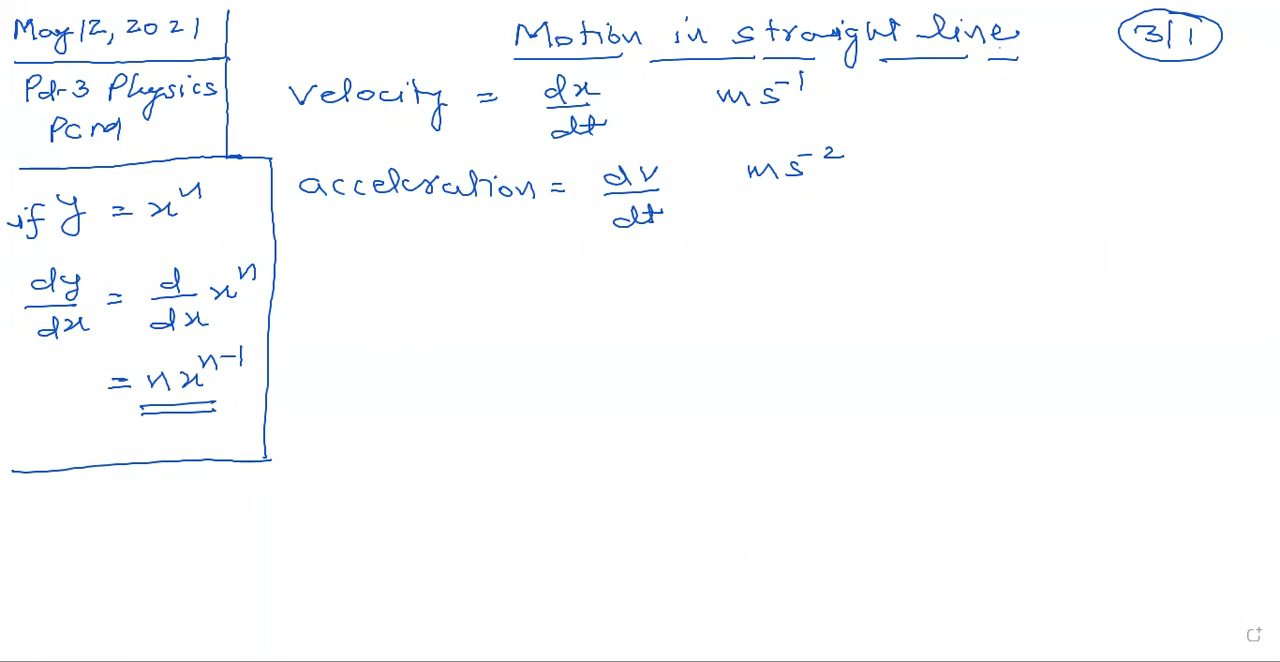 May 12, 2021
Motion in straight line
3/1
Pd-3 Physics
PCM
velocity = dx/dt ms⁻¹
acceleration = dv/dt ms⁻²
if y = xⁿ
dy/dx = d/dx xⁿ
= nxⁿ⁻¹